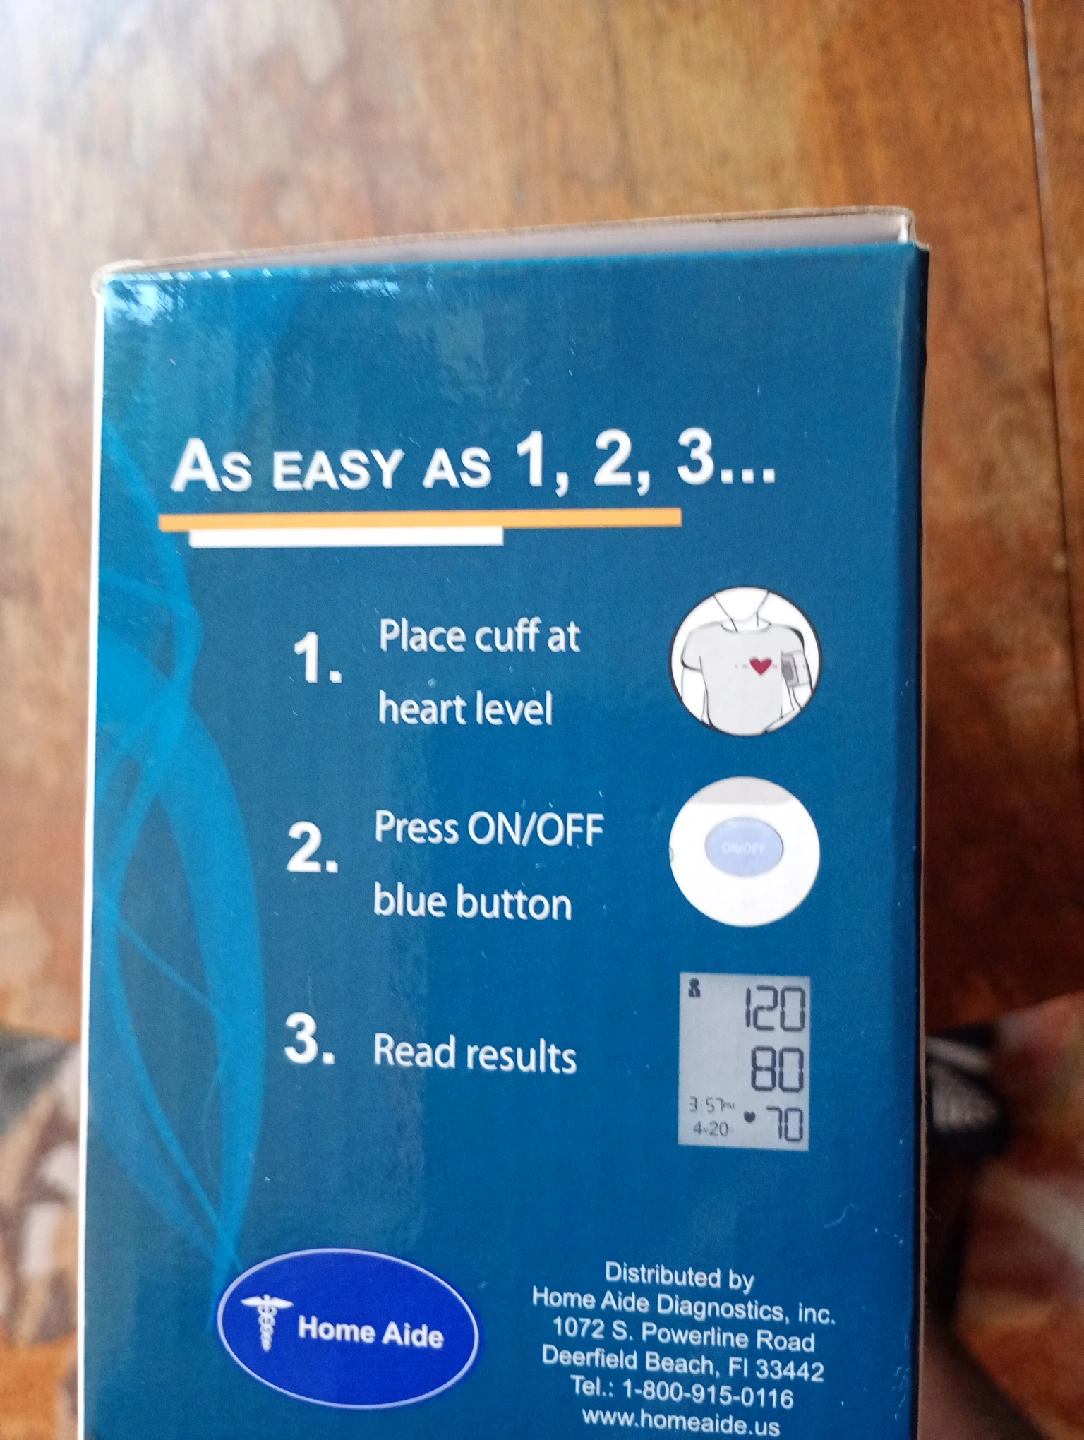 AS EASY AS 1, 2, 3...
1. Place cuff at
heart level
2. Press ON/OFF
blue button
ON/OFF
3. Read results
120
80
3:57PM
70
4-20
Home Aide
Distributed by
Home Aide Diagnostics, inc.
1072 S. Powerline Road
Deerfield Beach, Fl 33442
Tel.: 1-800-915-0116
www.homeaide.us